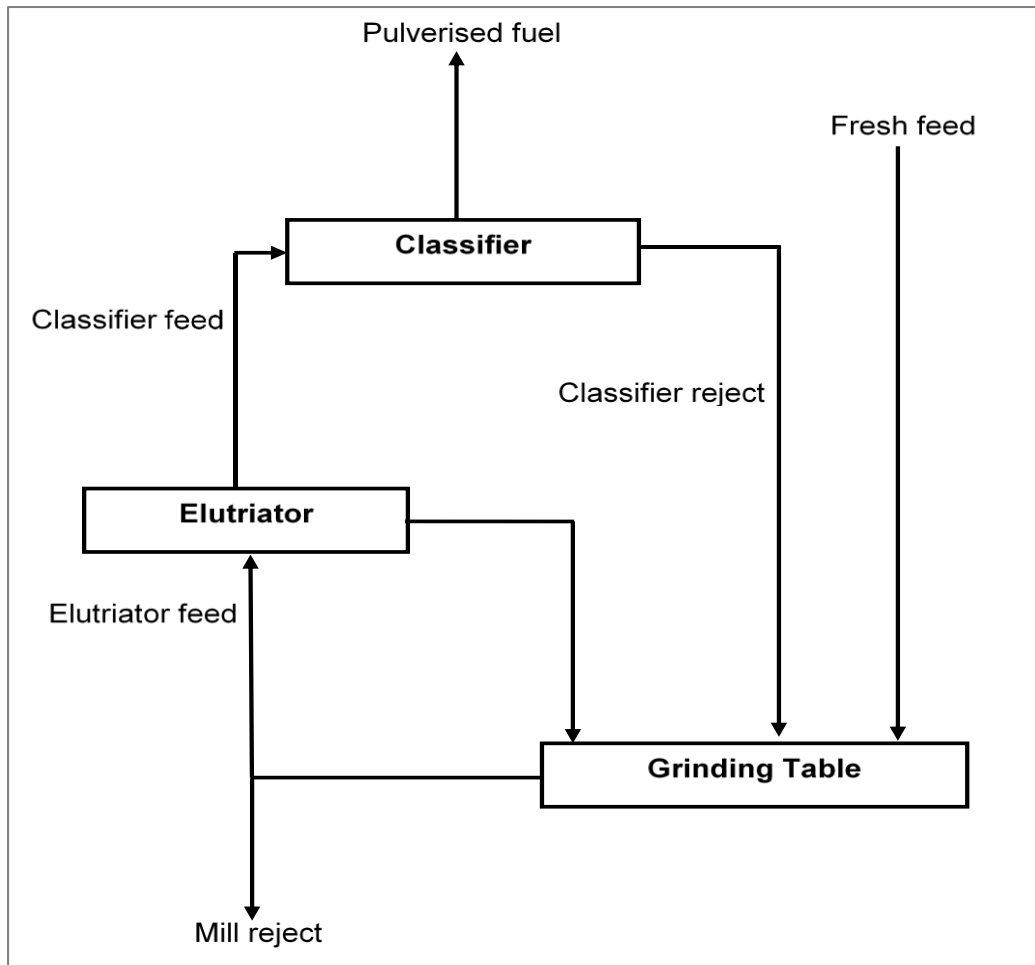 Pulverised fuel
Fresh feed
Classifier
Classifier feed
Classifier reject
Elutriator
Elutriator feed
Grinding Table
Mill reject